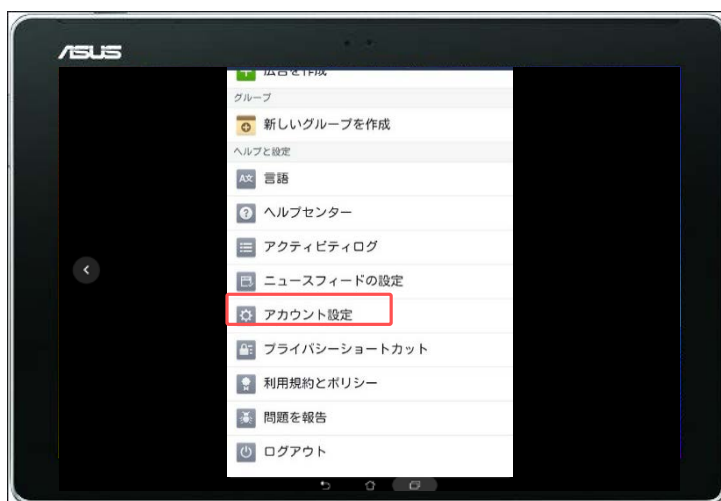 ASUS
広告を作成
グループ
新しいグループを作成
ヘルプと設定
言語
ヘルプセンター
アクティビティログ
ニュースフィードの設定
アカウント設定
プライバシーショートカット
利用規約とポリシー
問題を報告
ログアウト